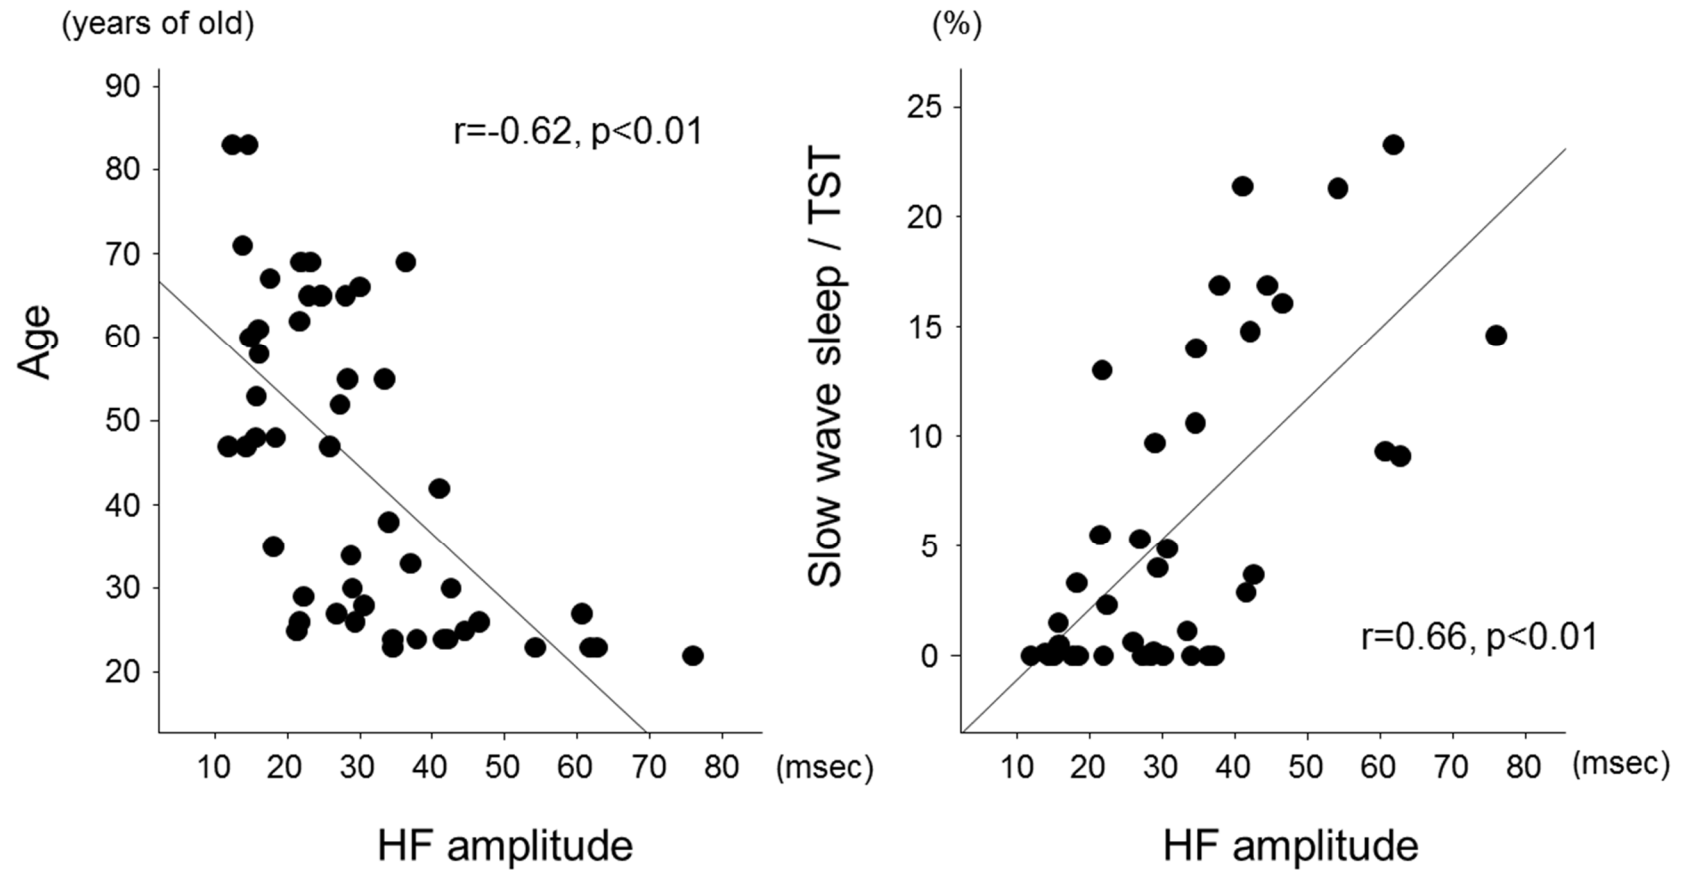 (years of old)
90
80
70
60
50
40
30
20
Age
r=-0.62, p<0.01
10 20 30 40 50 60 70 80 (msec)
HF amplitude
(%)
25
20
15
10
5
0
Slow wave sleep / TST
r=0.66, p<0.01
10 20 30 40 50 60 70 80 (msec)
HF amplitude